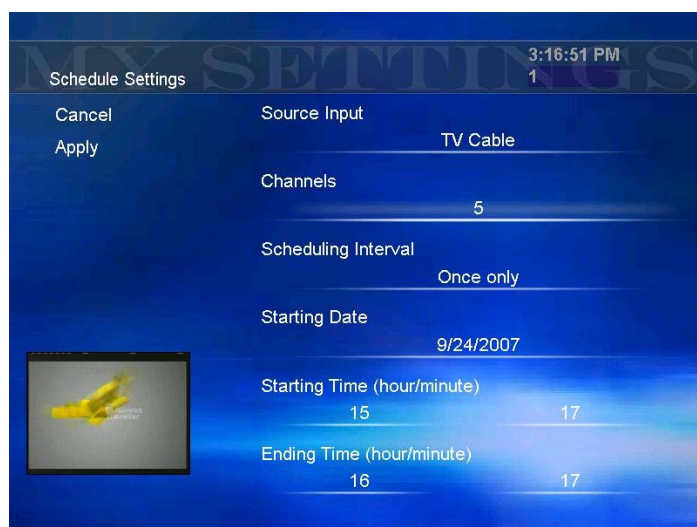 MY SETTINGS
3:16:51 PM
Schedule Settings
1
Cancel
Apply
Source Input
TV Cable
Channels
5
Scheduling Interval
Once only
Starting Date
9/24/2007
Starting Time (hour/minute)
15 17
Ending Time (hour/minute)
16 17
Business
Traveller